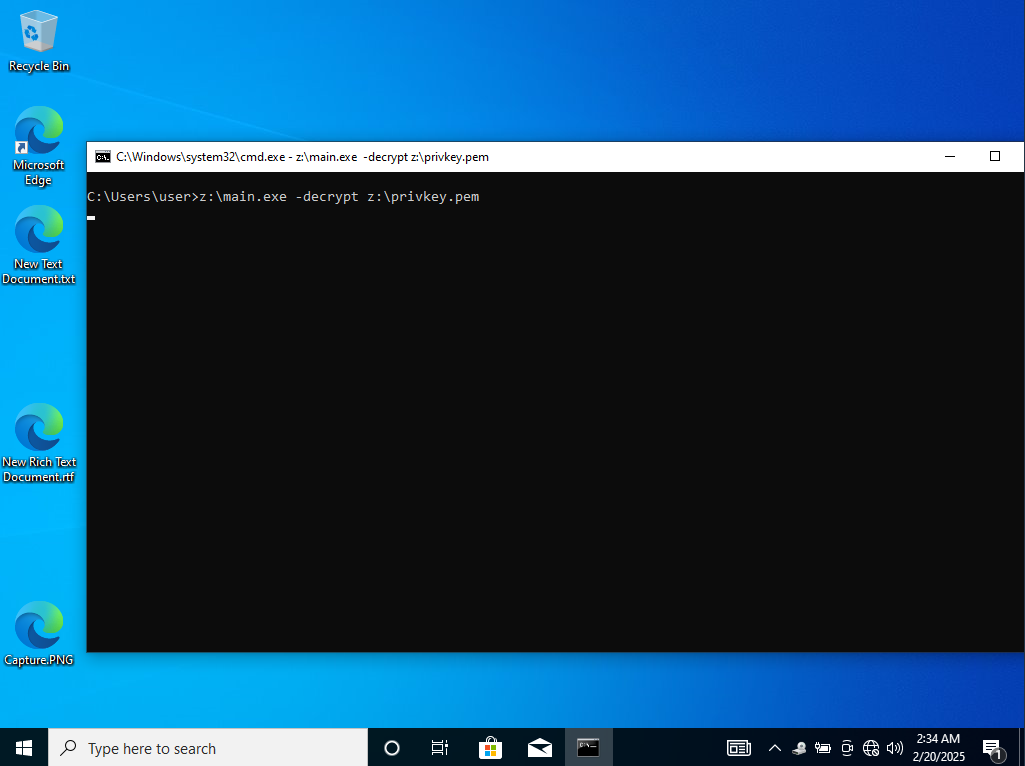 Recycle Bin
Microsoft
Edge
New Text
Document.txt
New Rich Text
Document.rtf
Capture.PNG
C:\Windows\system32\cmd.exe - z:\main.exe  -decrypt z:\privkey.pem
C:\Users\user>z:\main.exe -decrypt z:\privkey.pem
Type here to search
2:34 AM
2/20/2025
1